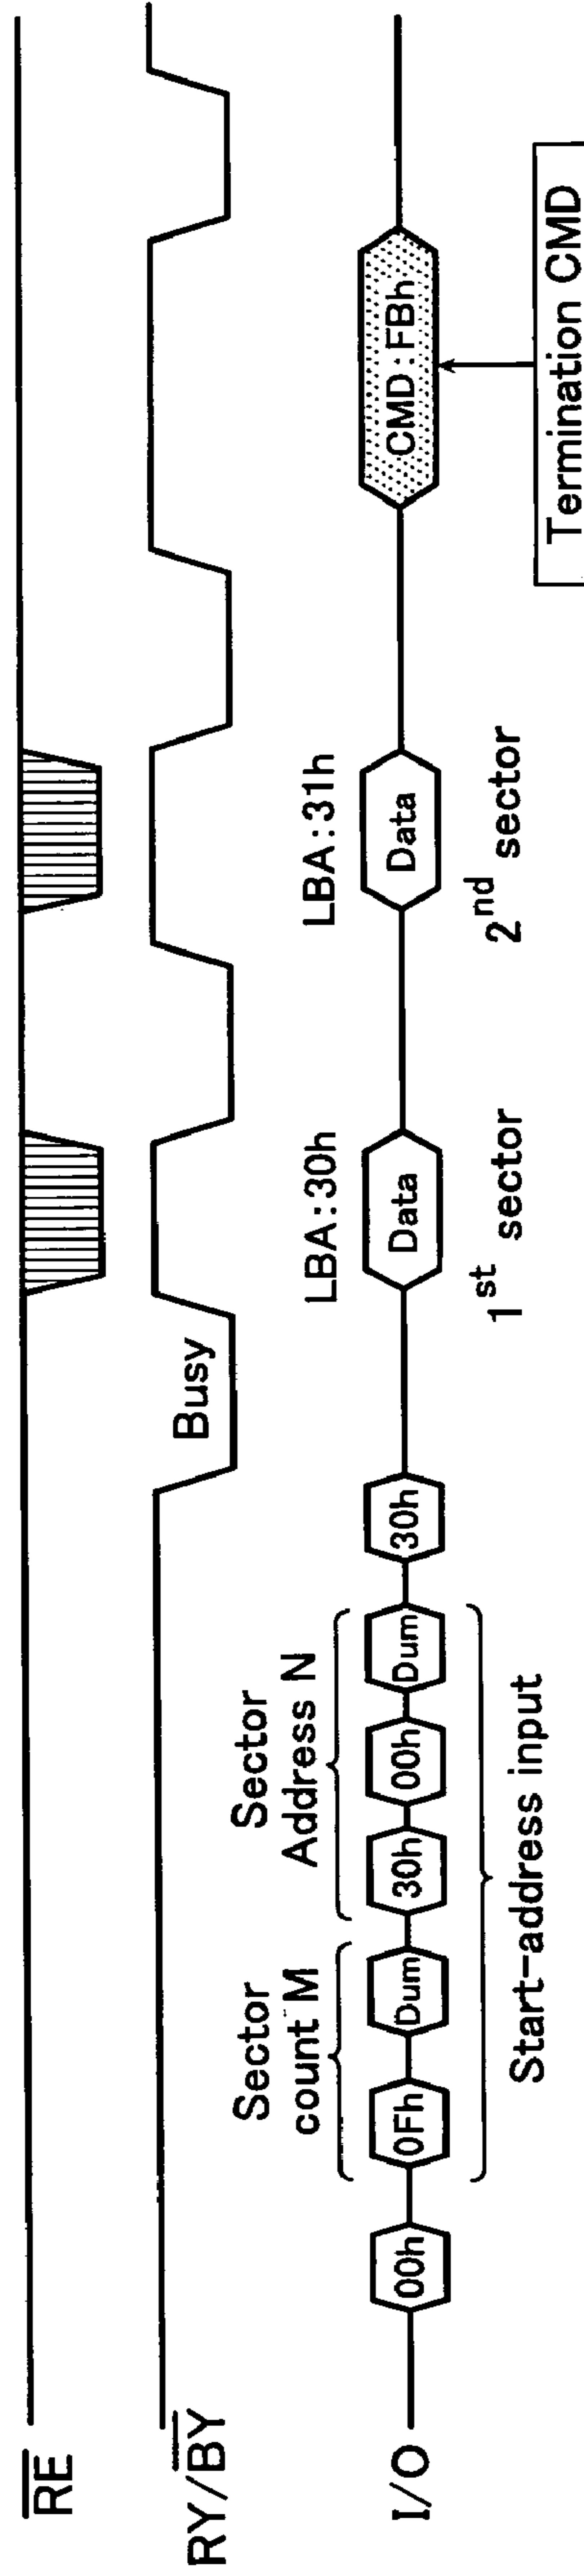 RE
RY/BY
Busy
I/O
Sector
count M
Sector
Address N
LBA:30h
LBA:31h
00h
0Fh
Dum
30h
00h
Dum
30h
Data
Data
CMD:FBh
Start-address input
1st sector
2nd sector
Termination CMD